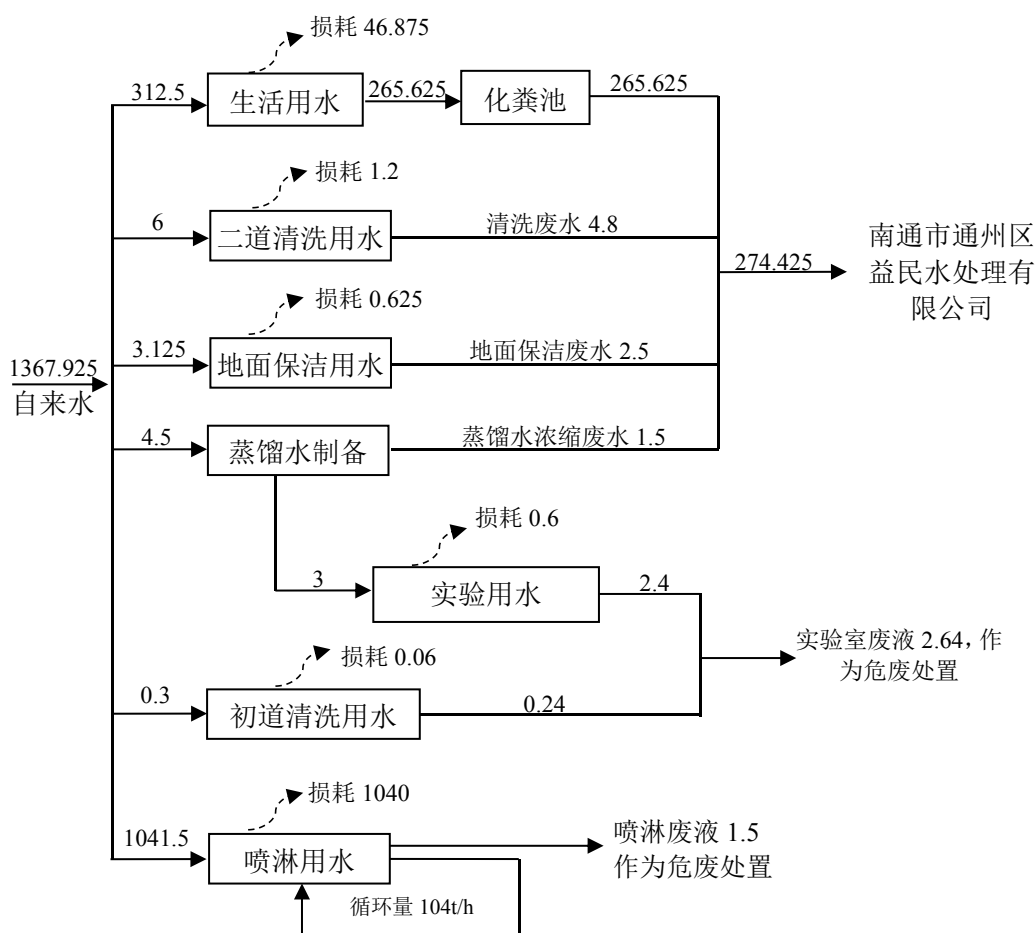 损耗 46.875
312.5
生活用水
265.625
化粪池
265.625
损耗 1.2
6
二道清洗用水
清洗废水 4.8
南通市通州区
益民水处理有
限公司
274.425
损耗 0.625
3.125
地面保洁用水
地面保洁废水 2.5
1367.925
自来水
4.5
蒸馏水制备
蒸馏水浓缩废水 1.5
损耗 0.6
3
实验用水
2.4
实验室废液 2.64，作
为危废处置
损耗 0.06
0.3
初道清洗用水
0.24
损耗 1040
1041.5
喷淋用水
喷淋废液 1.5
作为危废处置
循环量 104t/h